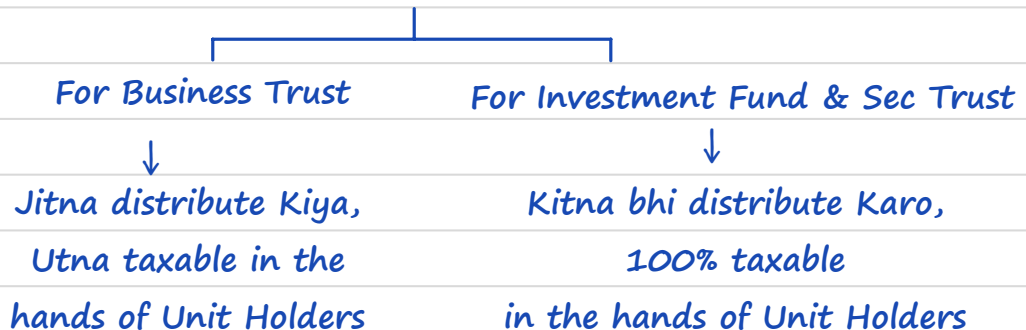 For Business Trust
Jitna distribute Kiya,
Utna taxable in the
hands of Unit Holders
For Investment Fund & Sec Trust
Kitna bhi distribute Karo,
100% taxable
in the hands of Unit Holders